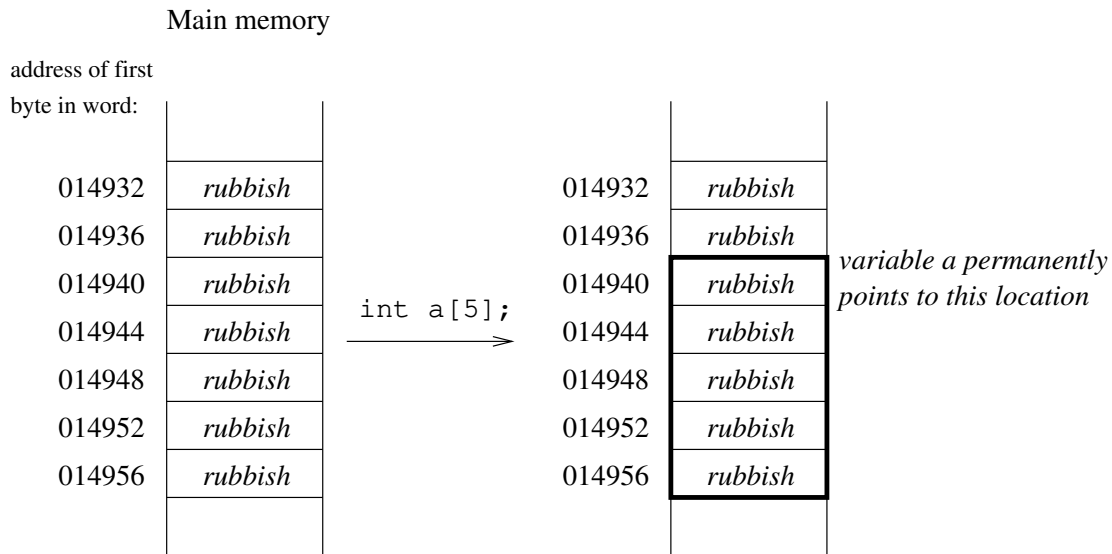 Main memory
address of first
byte in word:
014932 rubbish 014932 rubbish
014936 rubbish 014936 rubbish
variable a permanently
014940 rubbish 014940 rubbish
points to this location
int a[5];
014944 rubbish 014944 rubbish
014948 rubbish 014948 rubbish
014952 rubbish 014952 rubbish
014956 rubbish 014956 rubbish